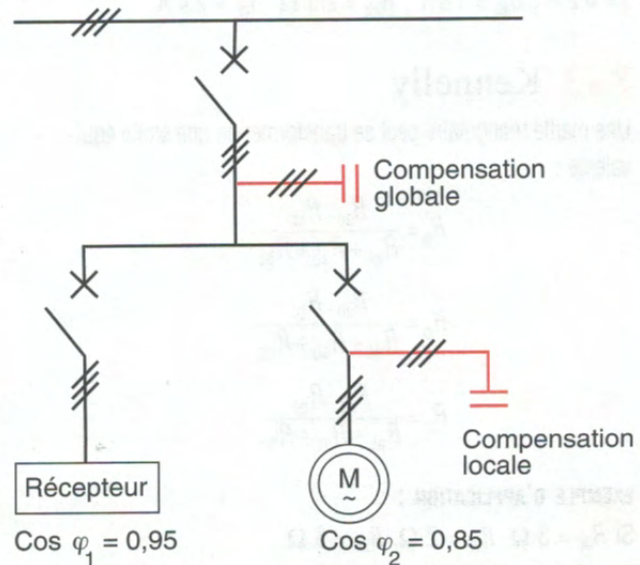 Compensation
globale
Récepteur
M
~
Compensation
locale
Cos φ₁ = 0,95
Cos φ₂ = 0,85